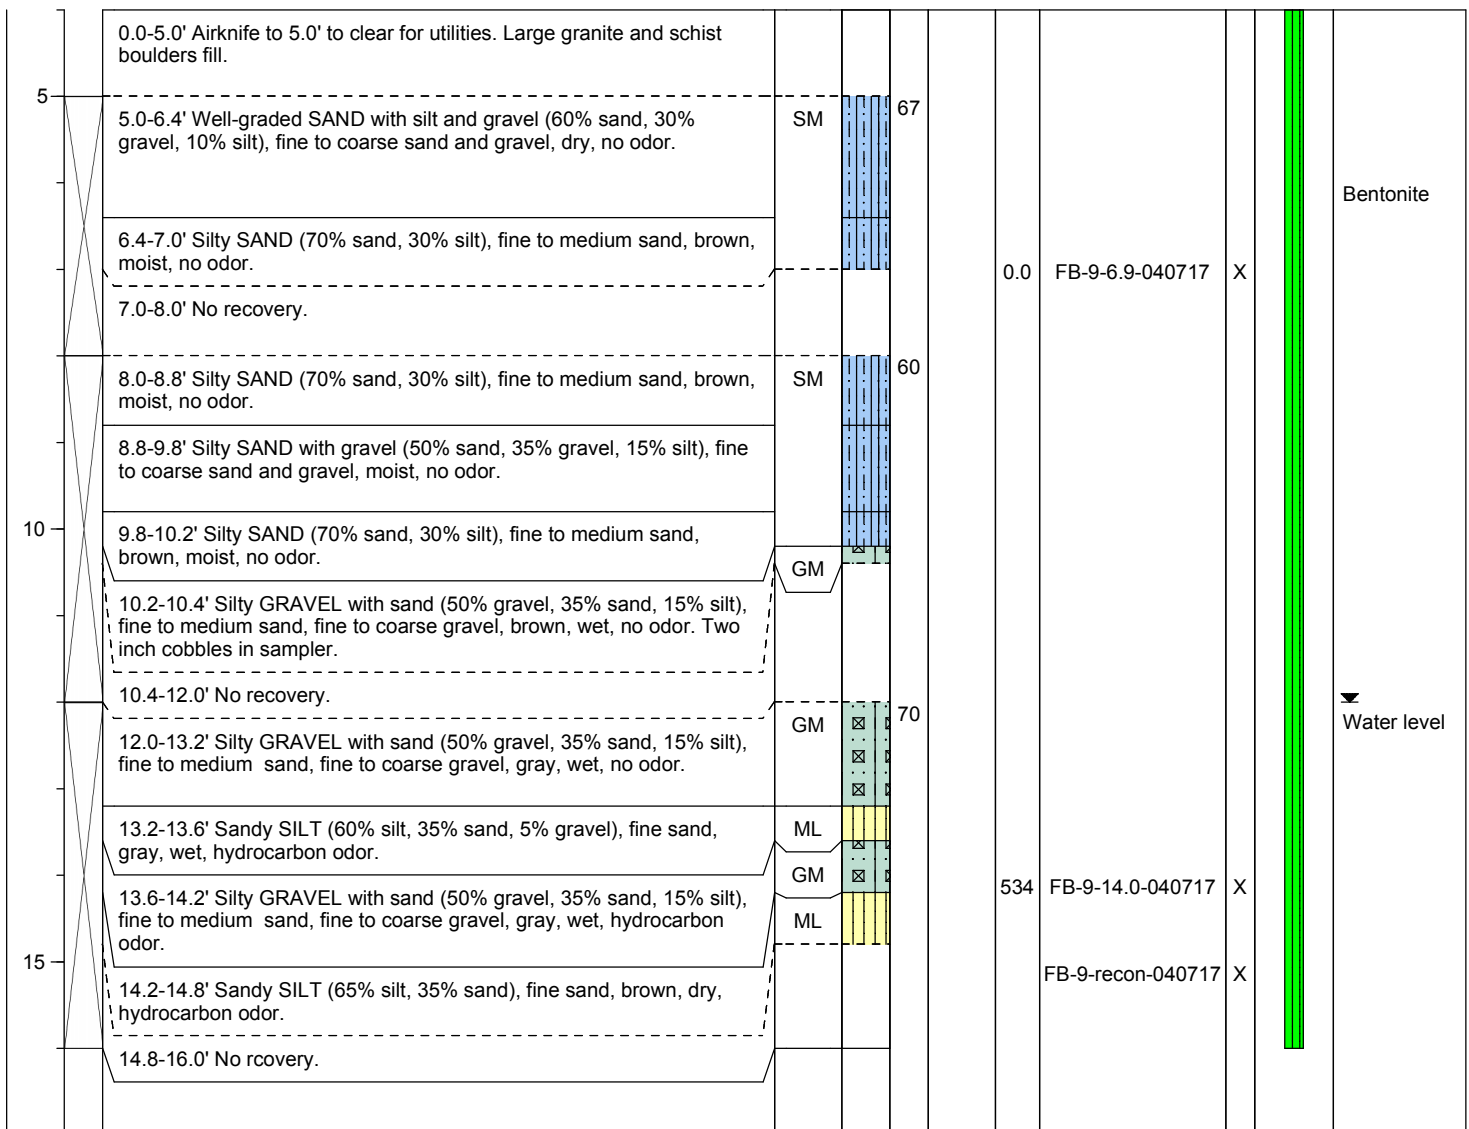 0.0-5.0' Airknife to 5.0' to clear for utilities. Large granite and schist
boulders fill.
5
5.0-6.4' Well-graded SAND with silt and gravel (60% sand, 30%
gravel, 10% silt), fine to coarse sand and gravel, dry, no odor.
SM
67
Bentonite
6.4-7.0' Silty SAND (70% sand, 30% silt), fine to medium sand, brown,
moist, no odor.
0.0
FB-9-6.9-040717
X
7.0-8.0' No recovery.
8.0-8.8' Silty SAND (70% sand, 30% silt), fine to medium sand, brown,
moist, no odor.
SM
60
8.8-9.8' Silty SAND with gravel (50% sand, 35% gravel, 15% silt), fine
to coarse sand and gravel, moist, no odor.
10
9.8-10.2' Silty SAND (70% sand, 30% silt), fine to medium sand,
brown, moist, no odor.
GM
10.2-10.4' Silty GRAVEL with sand (50% gravel, 35% sand, 15% silt),
fine to medium sand, fine to coarse gravel, brown, wet, no odor. Two
inch cobbles in sampler.
10.4-12.0' No recovery.
GM
70
Water level
12.0-13.2' Silty GRAVEL with sand (50% gravel, 35% sand, 15% silt),
fine to medium  sand, fine to coarse gravel, gray, wet, no odor.
13.2-13.6' Sandy SILT (60% silt, 35% sand, 5% gravel), fine sand,
gray, wet, hydrocarbon odor.
ML
GM
534
FB-9-14.0-040717
X
13.6-14.2' Silty GRAVEL with sand (50% gravel, 35% sand, 15% silt),
fine to medium  sand, fine to coarse gravel, gray, wet, hydrocarbon
odor.
ML
15
FB-9-recon-040717
X
14.2-14.8' Sandy SILT (65% silt, 35% sand), fine sand, brown, dry,
hydrocarbon odor.
14.8-16.0' No rcovery.